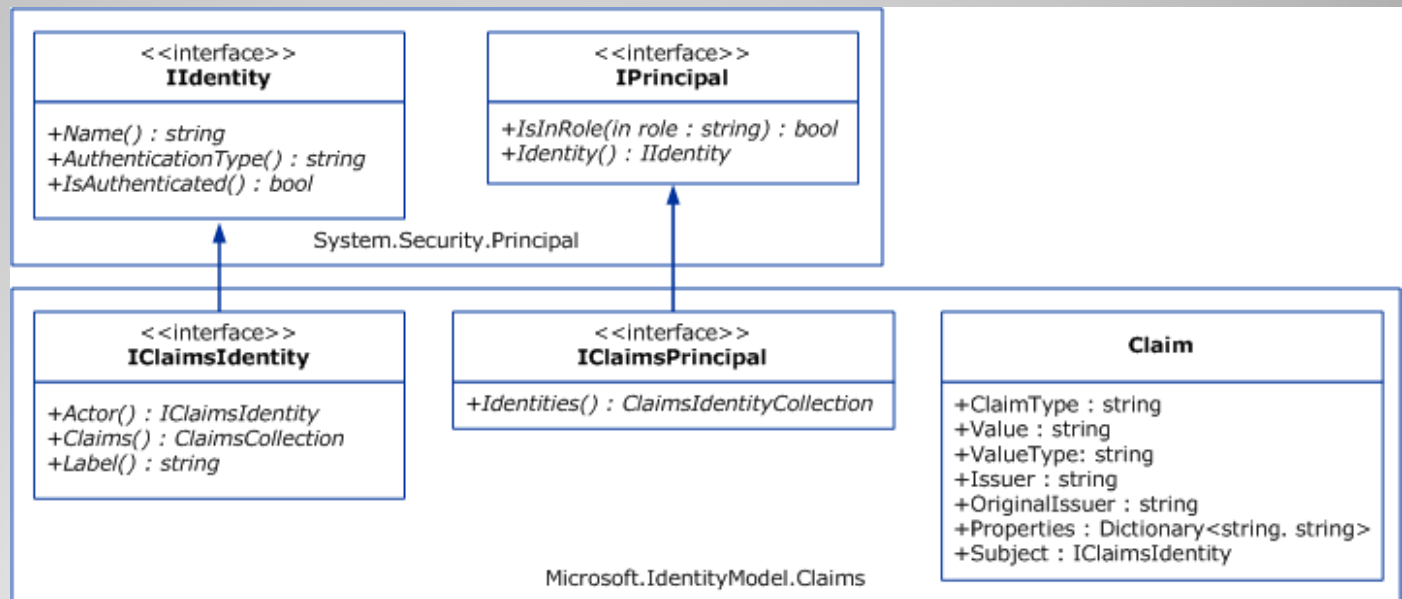 <<interface>>
IIdentity
+Name() : string
+AuthenticationType() : string
+IsAuthenticated() : bool
<<interface>>
IPrincipal
+IsInRole(in role : string) : bool
+Identity() : IIdentity
System.Security.Principal
<<interface>>
IClaimsIdentity
+Actor() : IClaimsIdentity
+Claims() : ClaimsCollection
+Label() : string
<<interface>>
IClaimsPrincipal
+Identities() : ClaimsIdentityCollection
Claim
+ClaimType : string
+Value : string
+ValueType: string
+Issuer : string
+OriginalIssuer : string
+Properties : Dictionary<string. string>
+Subject : IClaimsIdentity
Microsoft.IdentityModel.Claims